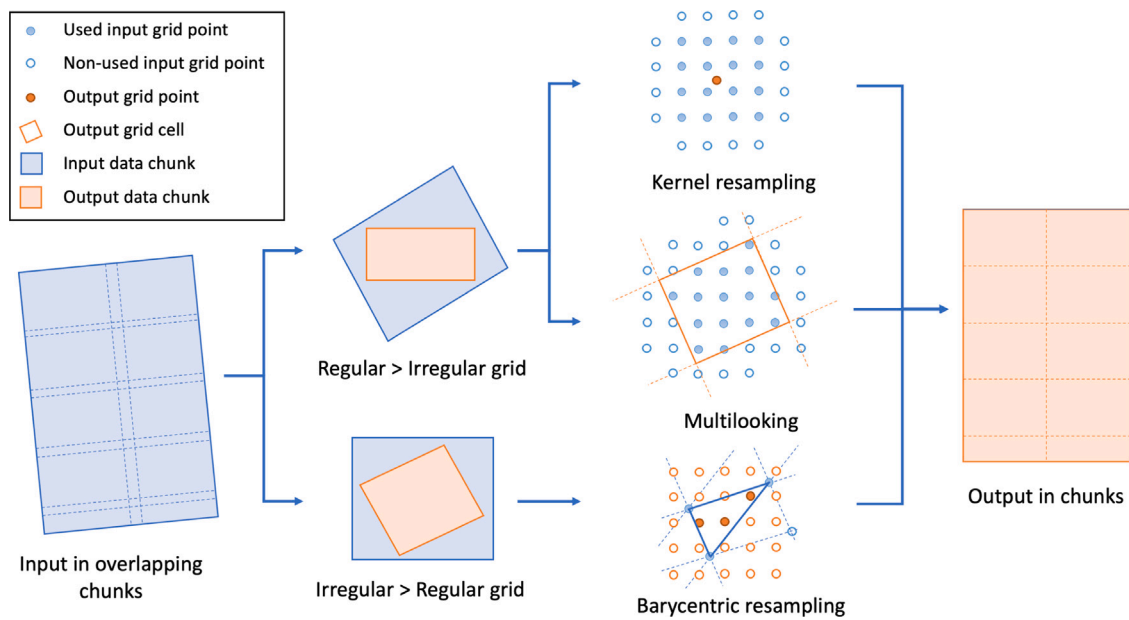 Used input grid point
Non-used input grid point
Output grid point
Output grid cell
Input data chunk
Output data chunk
Input in overlapping
chunks
Regular > Irregular grid
Irregular > Regular grid
Kernel resampling
Multilooking
Barycentric resampling
Output in chunks